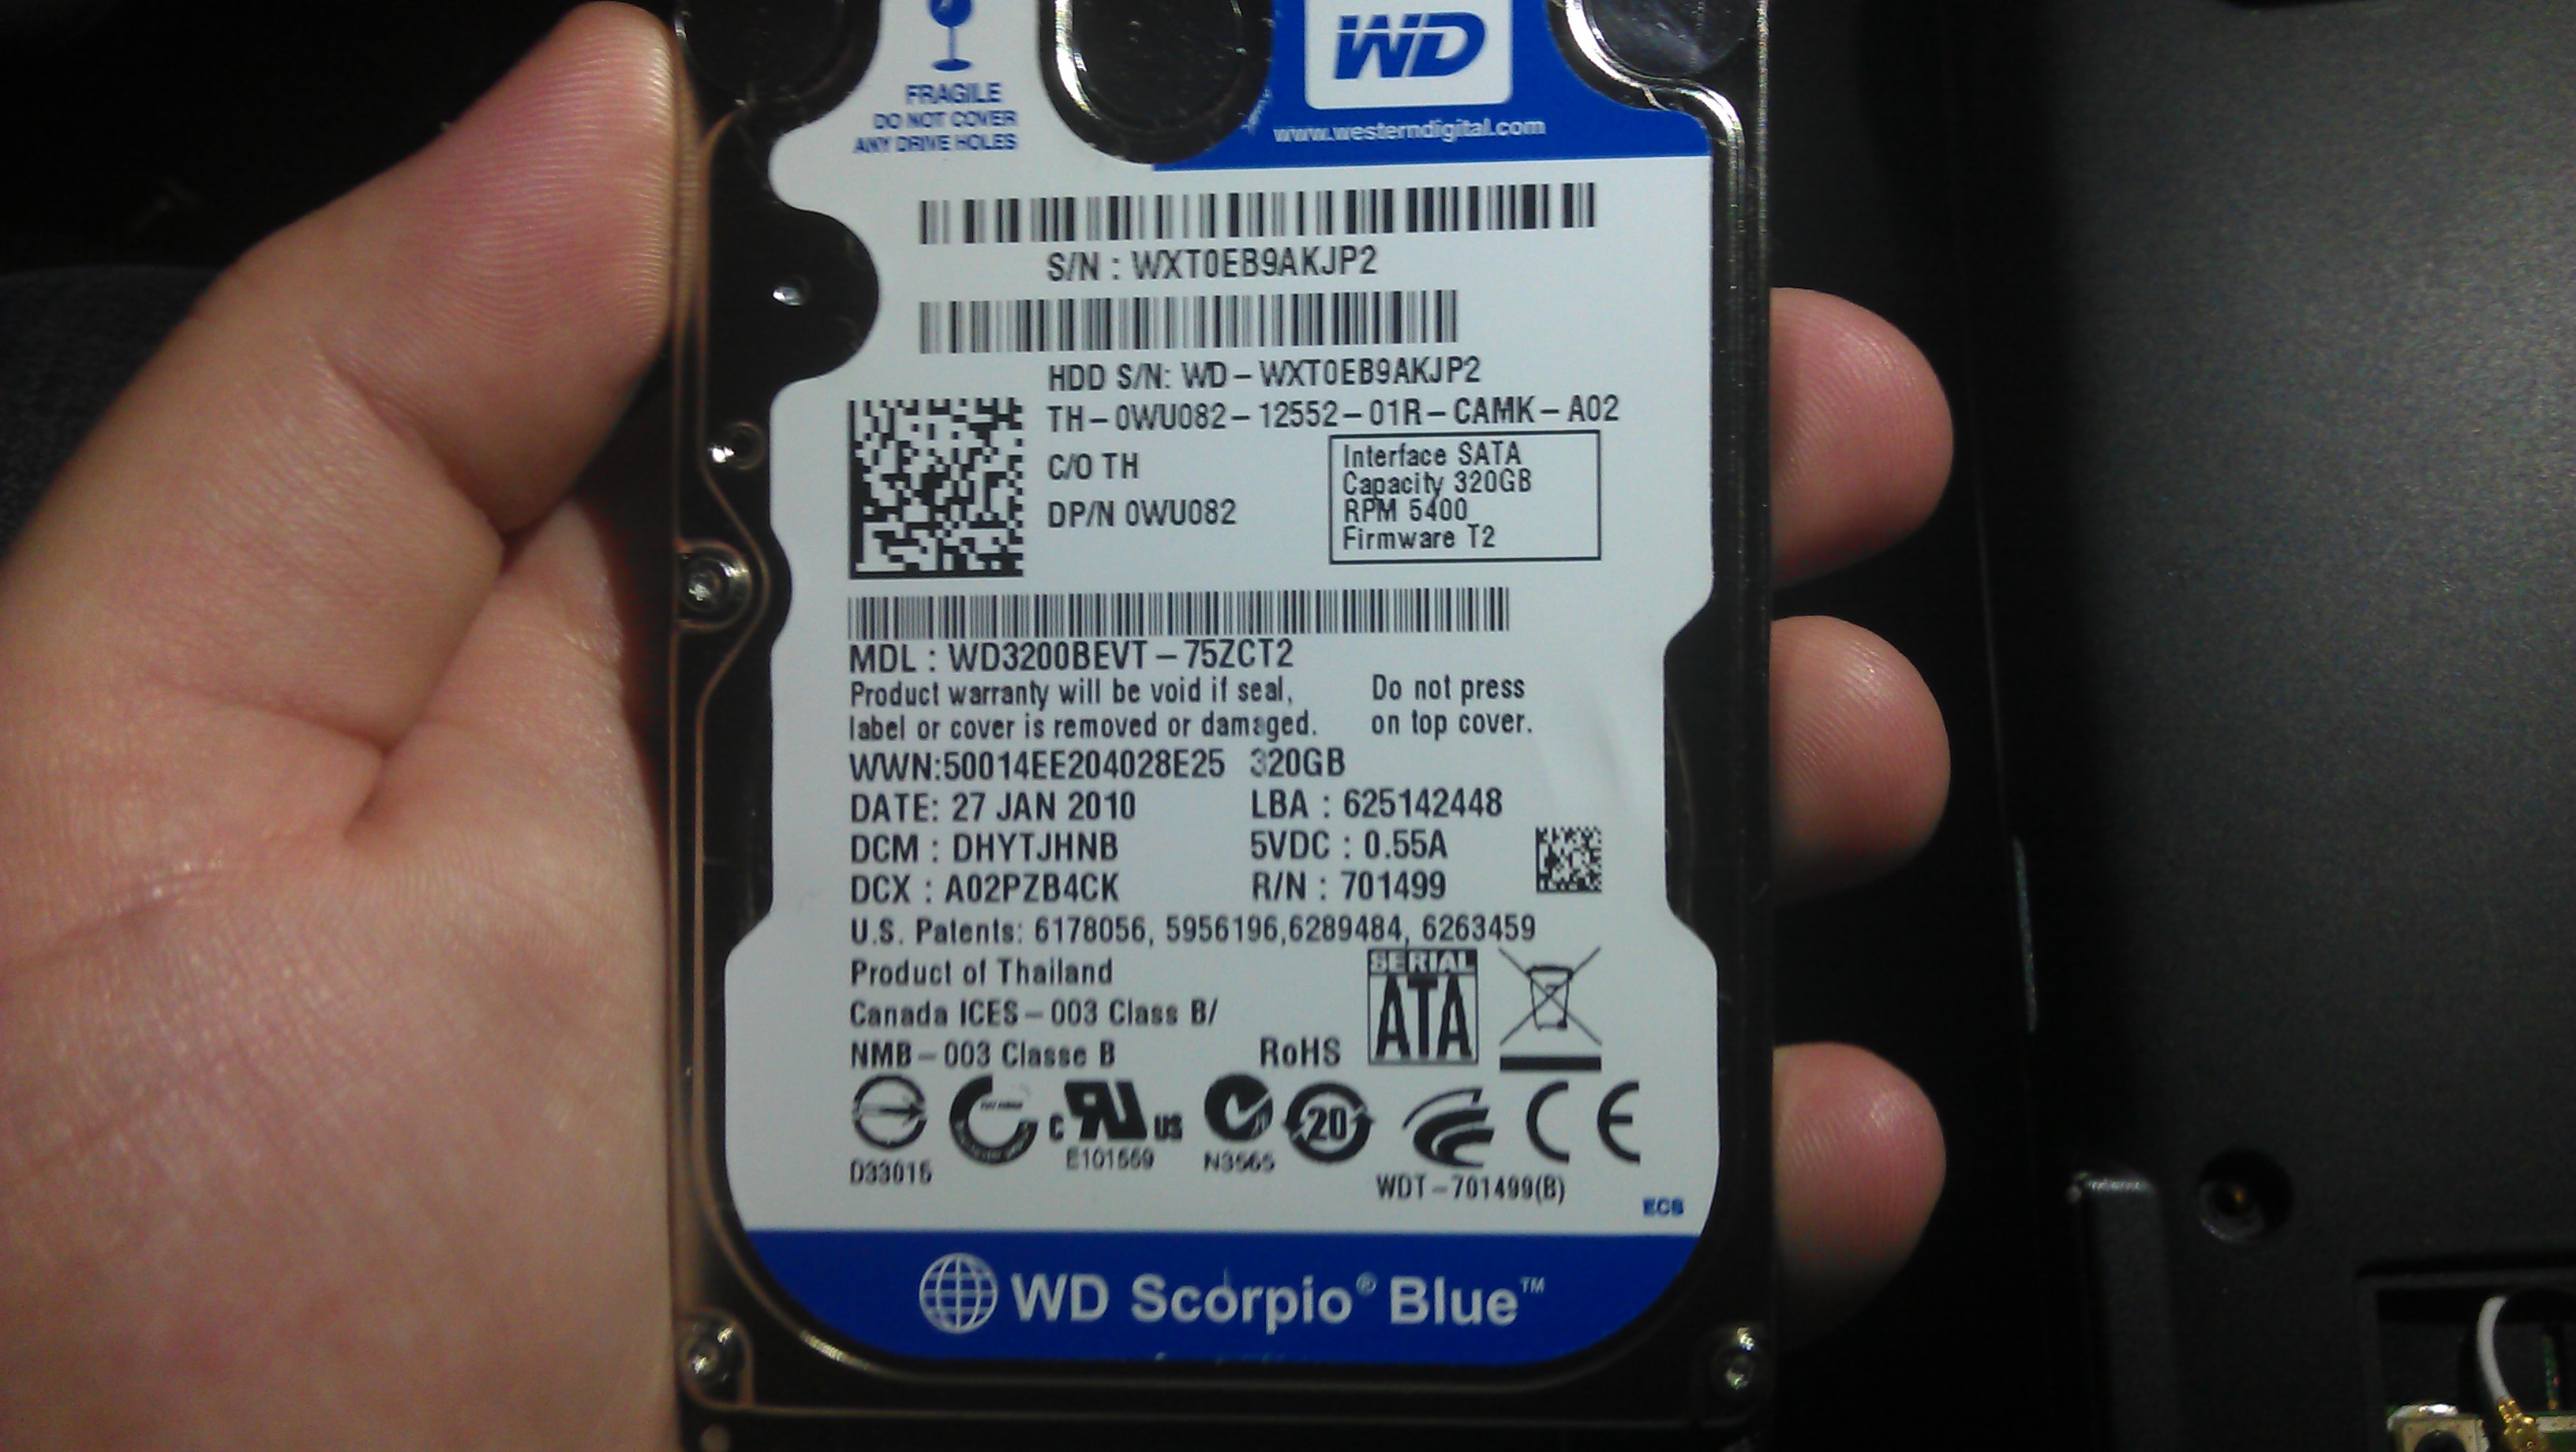 FRAGILE
DO NOT COVER
ANY DRIVE HOLES
WD
www.westerndigital.com
S/N : WXT0EB9AKJP2
HDD S/N: WD-WXT0EB9AKJP2
TH-0WU082-12552-01R-CAMK-A02
C/O TH
DP/N 0WU082
Interface SATA
Capacity 320GB
RPM 5400
Firmware T2
MDL : WD3200BEVT-75ZCT2
Product warranty will be void if seal,
label or cover is removed or damaged.
Do not press
on top cover.
WWN:50014EE204028E25 320GB
DATE: 27 JAN 2010 LBA : 625142448
DCM : DHYTJHNB 5VDC : 0.55A
DCX : A02PZB4CK R/N : 701499
U.S. Patents: 6178056, 5956196,6289484, 6263459
Product of Thailand
Canada ICES-003 Class B/
NMB-003 Classe B
RoHS
SERIAL
ATA
D33015
c UR US
E101559
N3565
20
CE
WDT-701499(B)
ECS
WD Scorpio® Blue™